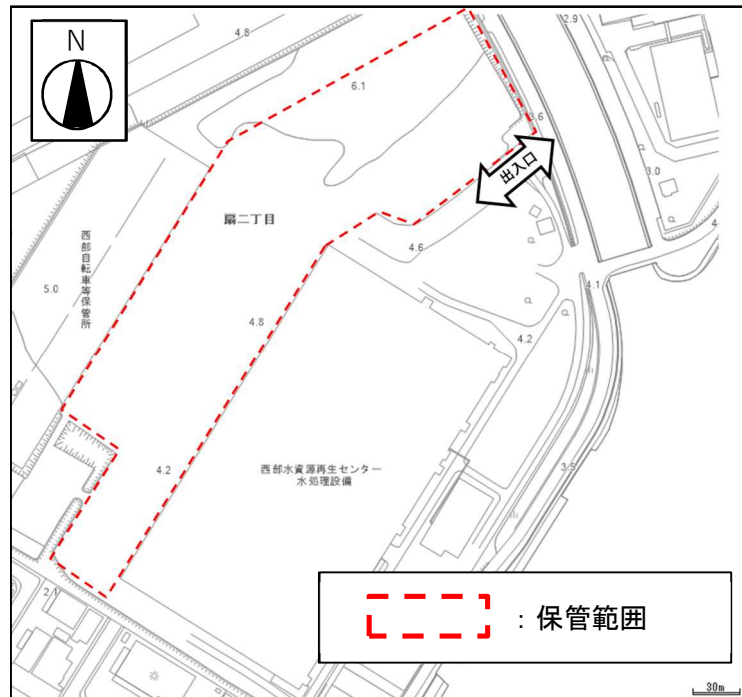 N
4.8
2.9
6.1
3.6
出入口
3.0
扇二丁目
4.6
西部自転車等保管所
5.0
4.1
4.8
4.2
4.2
西部水資源再生センター
水処理設備
3.5
2.1
：保管範囲
30m